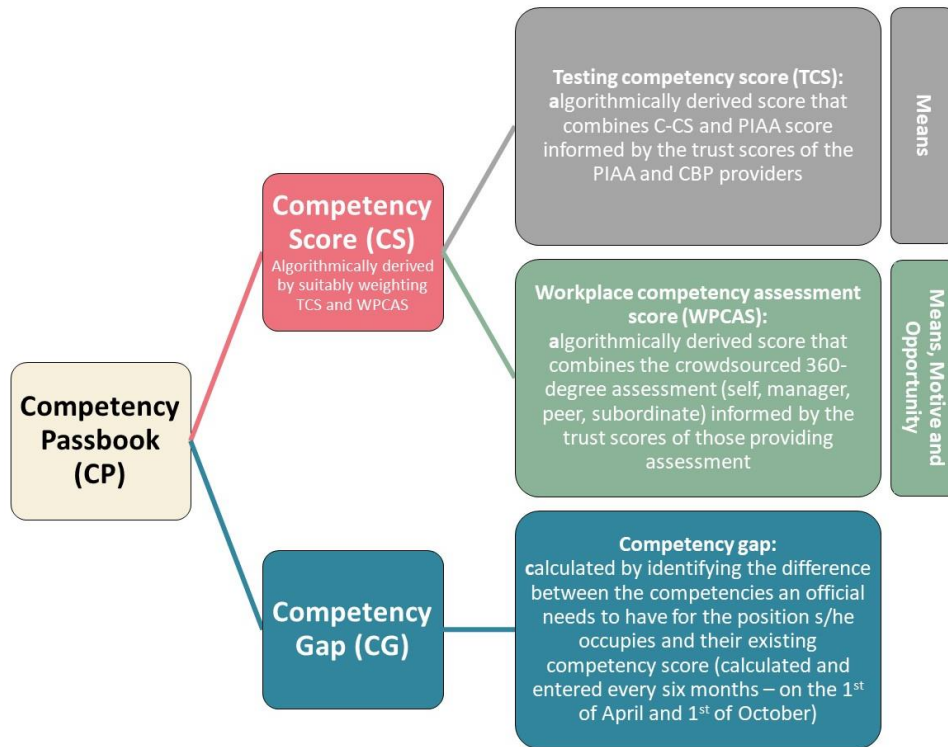 Competency
Passbook
(CP)
Competency
Score (CS)
Algorithmically derived
by suitably weighting
TCS and WPCAS
Testing competency score (TCS):
algorithmically derived score that
combines C-CS and PIAA score
informed by the trust scores of the
PIAA and CBP providers
Means
Workplace competency assessment
score (WPCAS):
algorithmically derived score that
combines the crowdsourced 360-
degree assessment (self, manager,
peer, subordinate) informed by the
trust scores of those providing
assessment
Means, Motive and
Opportunity
Competency
Gap (CG)
Competency gap:
calculated by identifying the difference
between the competencies an official
needs to have for the position s/he
occupies and their existing
competency score (calculated and
entered every six months – on the 1st
of April and 1st of October)